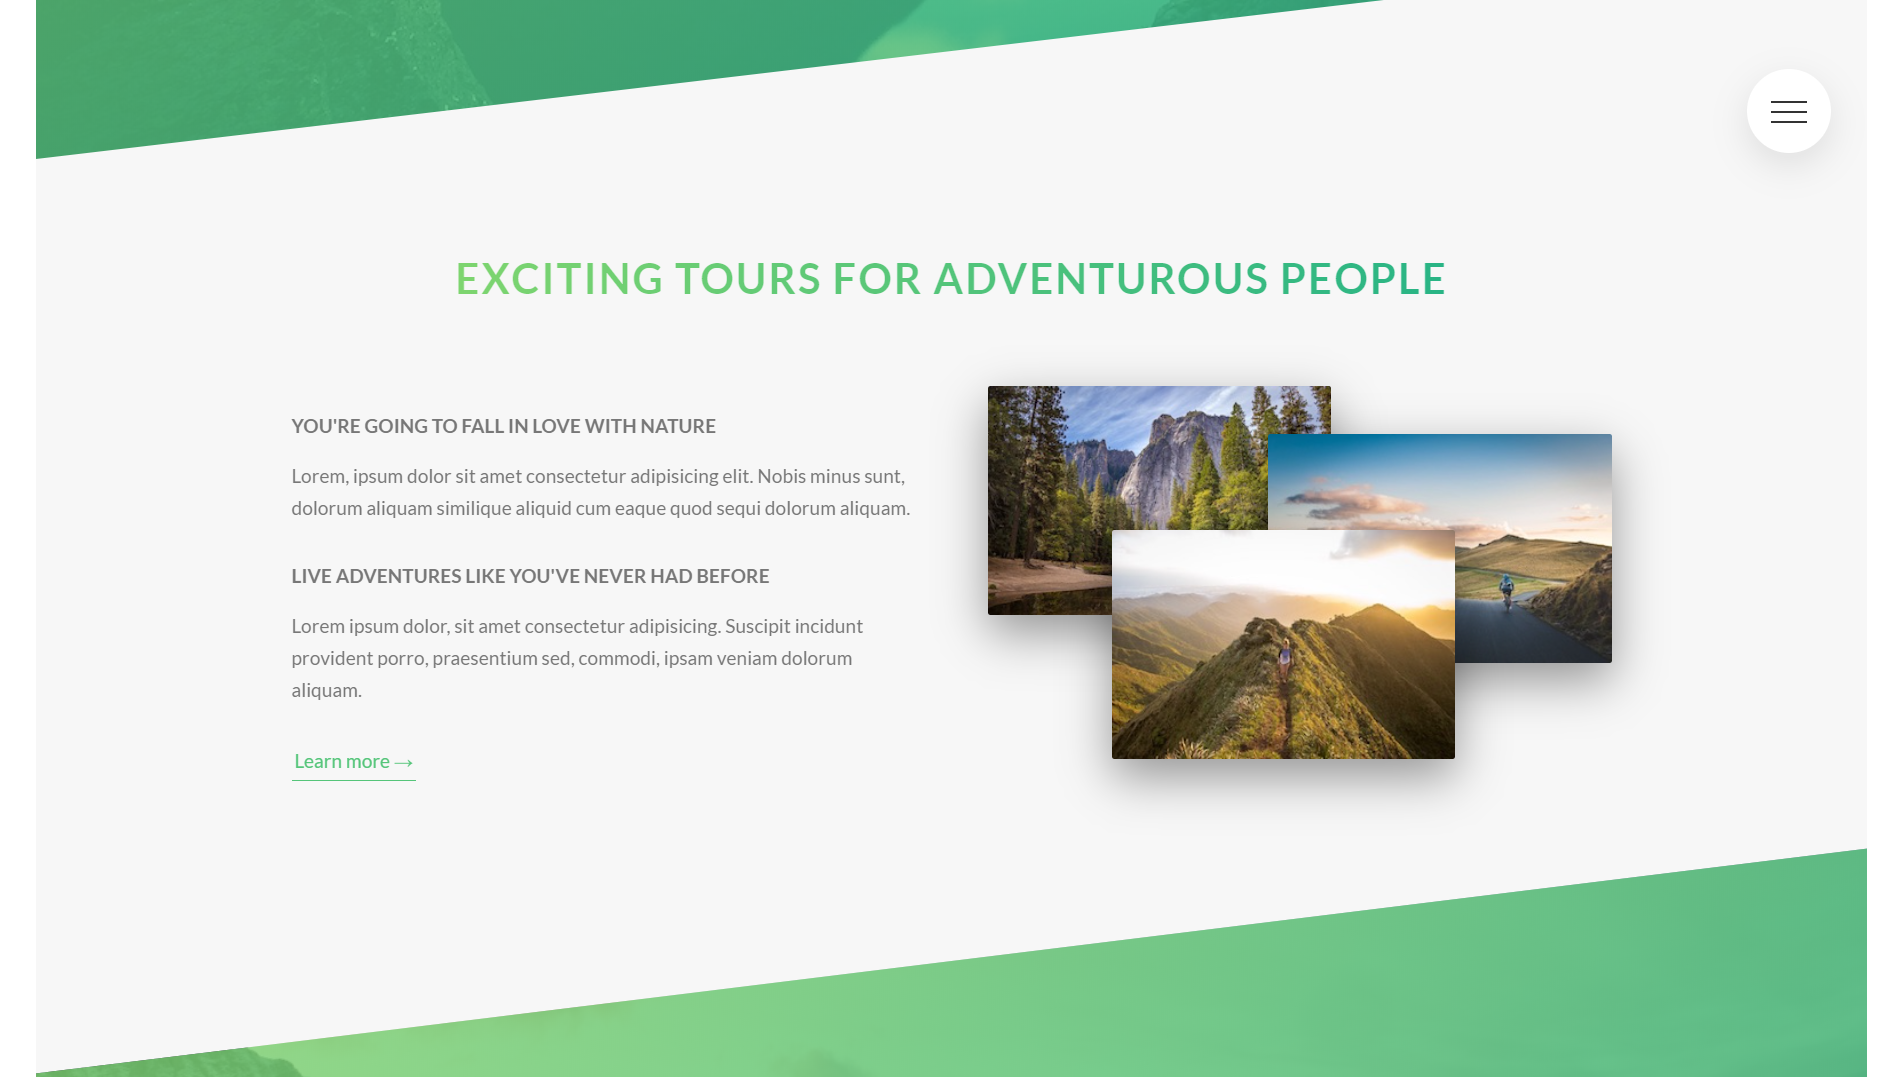 EXCITING TOURS FOR ADVENTUROUS PEOPLE
YOU'RE GOING TO FALL IN LOVE WITH NATURE
Lorem, ipsum dolor sit amet consectetur adipisicing elit. Nobis minus sunt,
dolorum aliquam similique aliquid cum eaque quod sequi dolorum aliquam.
LIVE ADVENTURES LIKE YOU'VE NEVER HAD BEFORE
Lorem ipsum dolor, sit amet consectetur adipisicing. Suscipit incidunt
provident porro, praesentium sed, commodi, ipsam veniam dolorum
aliquam.
Learn more →